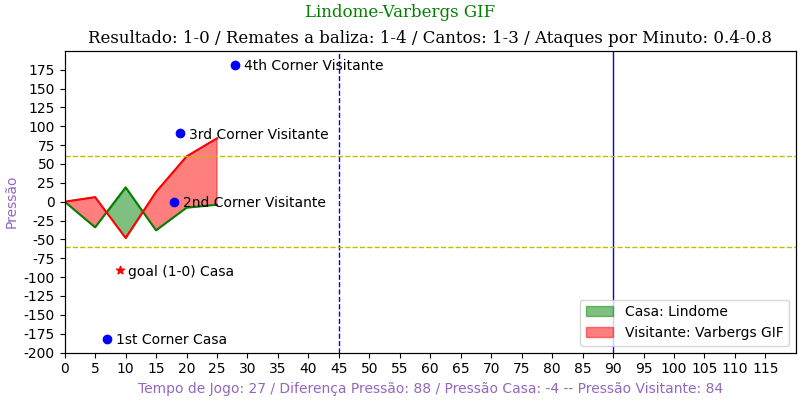 Lindome-Varbergs GIF
Resultado: 1-0 / Remates a baliza: 1-4 / Cantos: 1-3 / Ataques por Minuto: 0.4-0.8
175
150
125
100
75
50
25
0
-25
-50
-75
-100
-125
-150
-175
-200
Pressão
4th Corner Visitante
3rd Corner Visitante
2nd Corner Visitante
goal (1-0) Casa
1st Corner Casa
Casa: Lindome
Visitante: Varbergs GIF
0 5 10 15 20 25 30 35 40 45 50 55 60 65 70 75 80 85 90 95 100 105 110 115
Tempo de Jogo: 27 / Diferença Pressão: 88 / Pressão Casa: -4 -- Pressão Visitante: 84